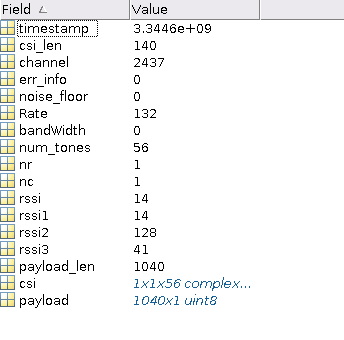 Field Value
timestamp 3.3446e+09
csi_len 140
channel 2437
err_info 0
noise_floor 0
Rate 132
bandWidth 0
num_tones 56
nr 1
nc 1
rssi 14
rssi1 14
rssi2 128
rssi3 41
payload_len 1040
csi 1x1x56 complex...
payload 1040x1 uint8